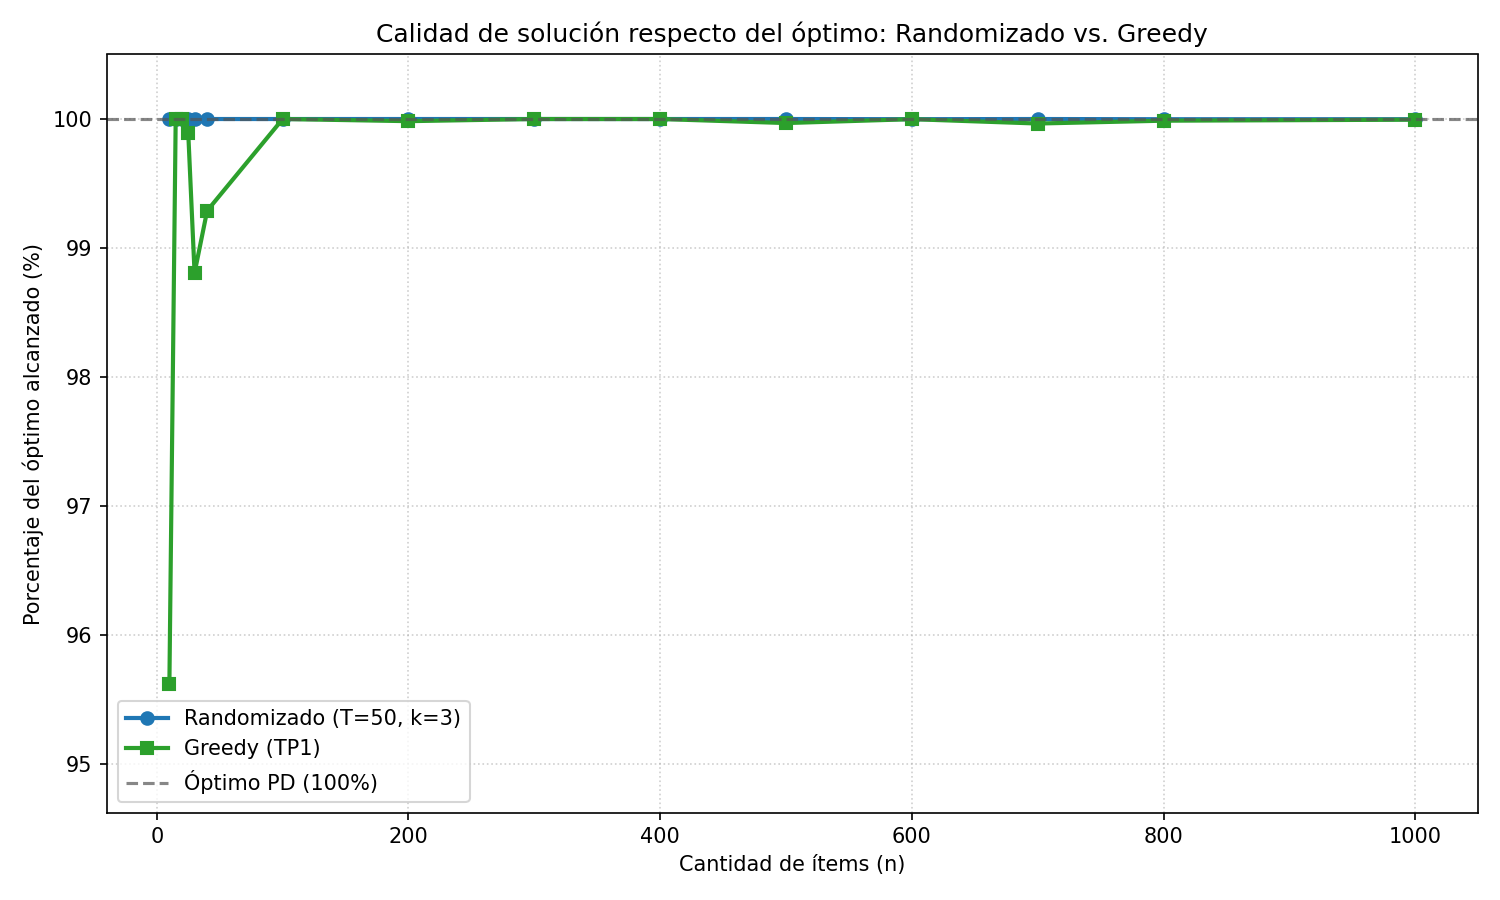 Calidad de solución respecto del óptimo: Randomizado vs. Greedy
Porcentaje del óptimo alcanzado (%)
100
99
98
97
96
95
Randomizado (T=50, k=3)
Greedy (TP1)
Óptimo PD (100%)
0 200 400 600 800 1000
Cantidad de ítems (n)